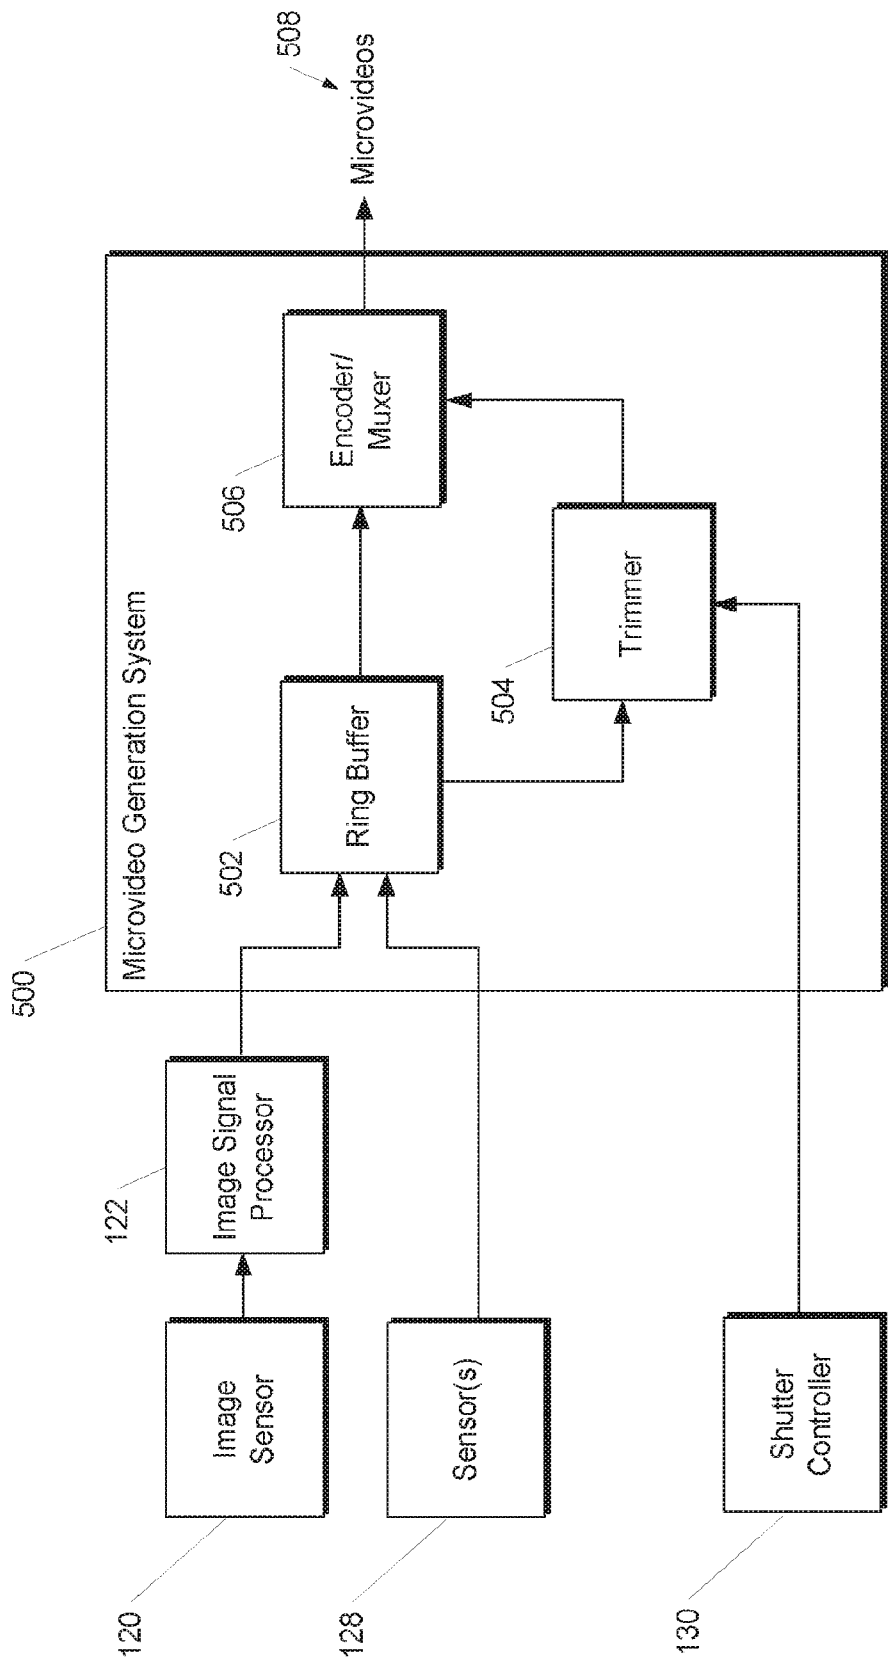 500
Microvideo Generation System
120
Image
Sensor
122
Image Signal
Processor
128
Sensor(s)
130
Shutter
Controller
502
Ring Buffer
504
Trimmer
506
Encoder/
Muxer
508
Microvideos